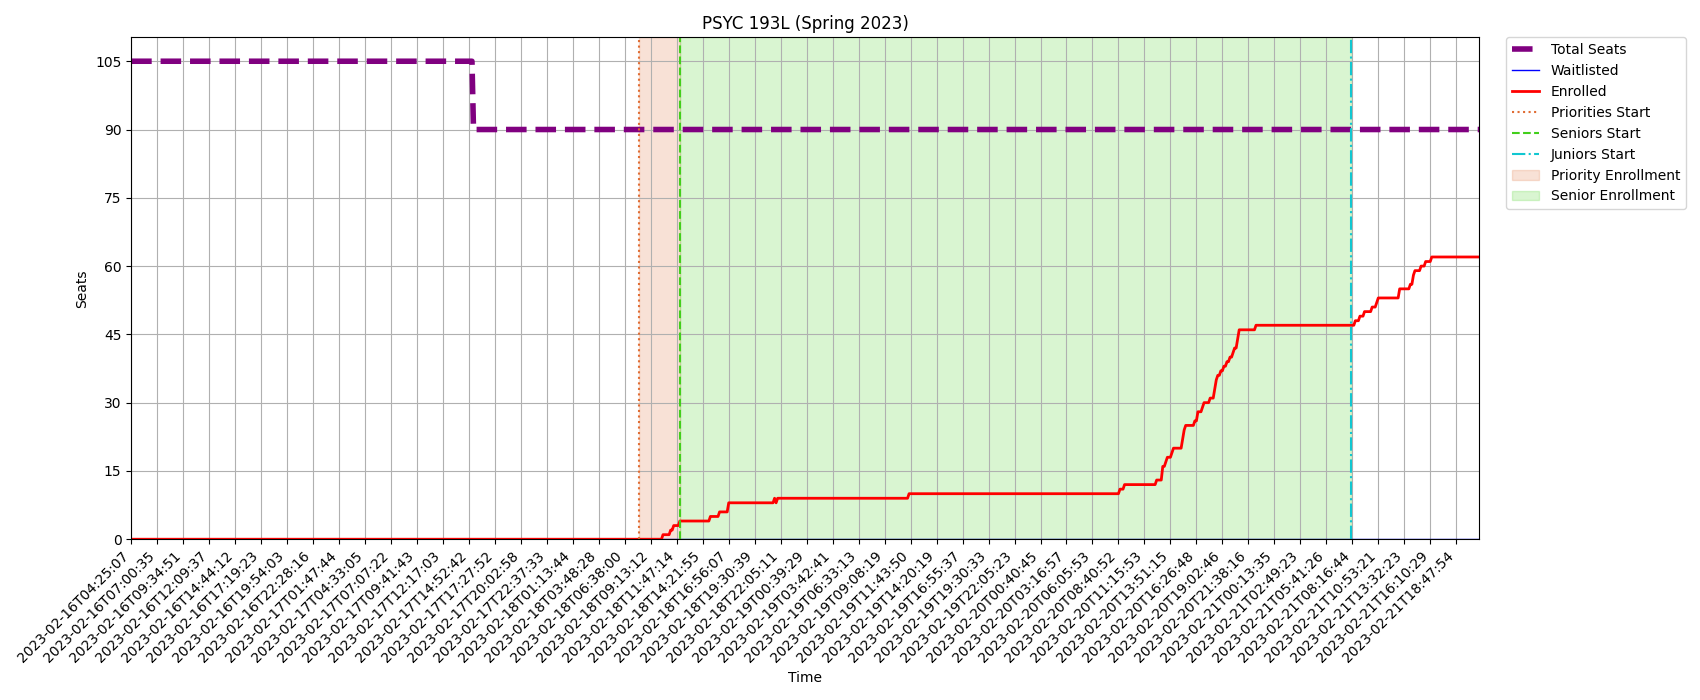 PSYC 193L (Spring 2023)
Total Seats
Waitlisted
Enrolled
Priorities Start
Seniors Start
Juniors Start
Priority Enrollment
Senior Enrollment
105
90
75
60
45
30
15
0
Seats
2023-02-16T04:25:07
2023-02-16T07:00:35
2023-02-16T09:34:51
2023-02-16T12:09:37
2023-02-16T14:44:12
2023-02-16T17:19:23
2023-02-16T19:54:03
2023-02-16T22:28:16
2023-02-17T01:47:44
2023-02-17T04:33:05
2023-02-17T07:07:22
2023-02-17T09:41:43
2023-02-17T12:17:03
2023-02-17T14:52:42
2023-02-17T17:27:52
2023-02-17T20:02:58
2023-02-17T22:37:33
2023-02-18T01:13:44
2023-02-18T03:48:28
2023-02-18T06:38:00
2023-02-18T09:13:12
2023-02-18T11:47:14
2023-02-18T14:21:55
2023-02-18T16:56:07
2023-02-18T19:30:39
2023-02-18T22:05:11
2023-02-19T00:39:29
2023-02-19T03:42:41
2023-02-19T06:33:13
2023-02-19T09:08:19
2023-02-19T11:43:50
2023-02-19T14:20:19
2023-02-19T16:55:37
2023-02-19T19:30:33
2023-02-19T22:05:23
2023-02-20T00:40:45
2023-02-20T03:16:57
2023-02-20T06:05:53
2023-02-20T08:40:52
2023-02-20T11:15:53
2023-02-20T13:51:15
2023-02-20T16:26:48
2023-02-20T19:02:46
2023-02-20T21:38:16
2023-02-21T00:13:35
2023-02-21T02:49:23
2023-02-21T05:41:26
2023-02-21T08:16:44
2023-02-21T10:53:21
2023-02-21T13:32:23
2023-02-21T16:10:29
2023-02-21T18:47:54
Time